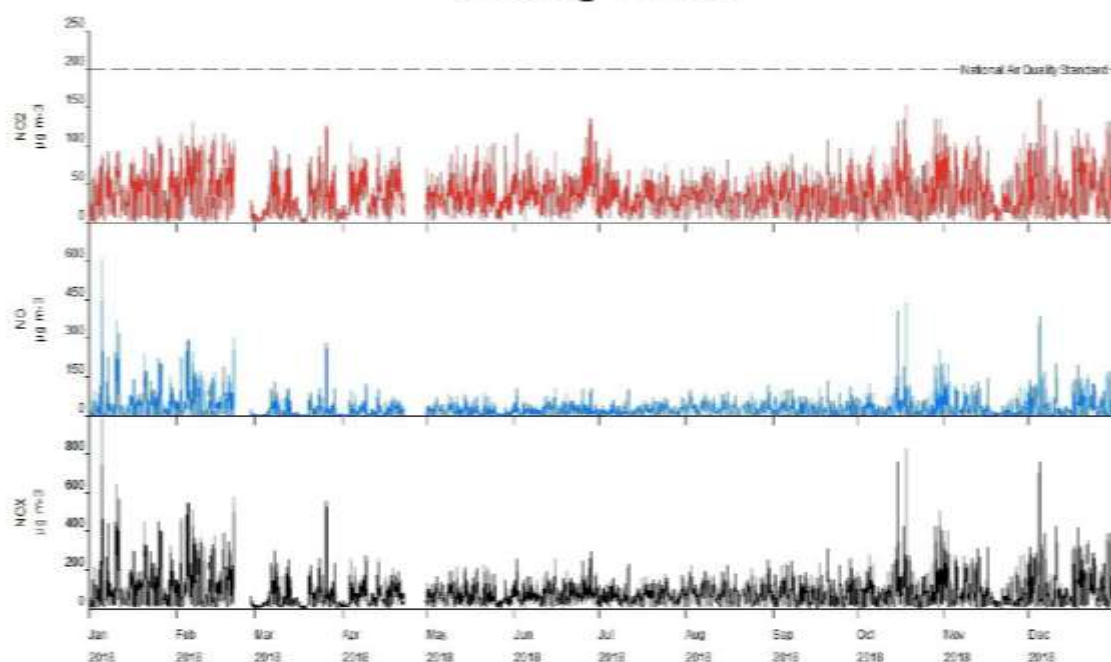 250
200
150
100
50
0
NO2
µg m-3
National Air Quality Standard
600
450
300
150
0
NO
µg m-3
800
600
400
200
0
NOX
µg m-3
Jan Feb Mar Apr May Jun Jul Aug Sep Oct Nov Dec
2018 2018 2018 2018 2018 2018 2018 2018 2018 2018 2018 2018